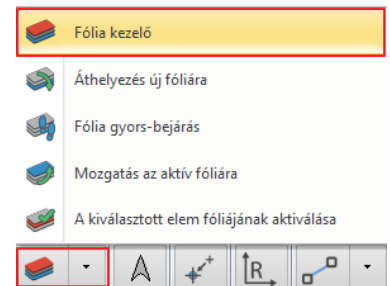 Fólia kezelő
Áthelyezés új fóliára
Fólia gyors-bejárás
Mozgatás az aktív fóliára
A kiválasztott elem fóliájának aktiválása
R